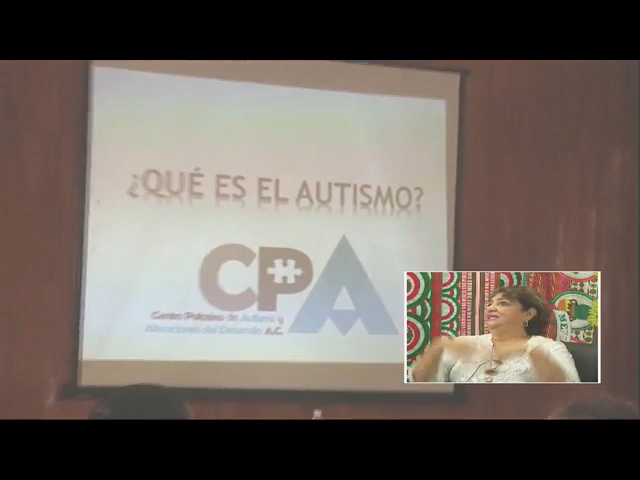 ¿QUÉ ES EL AUTISMO?
CPA
Centro Potosino de Autismo y
Alteraciones del Desarrollo A.C.